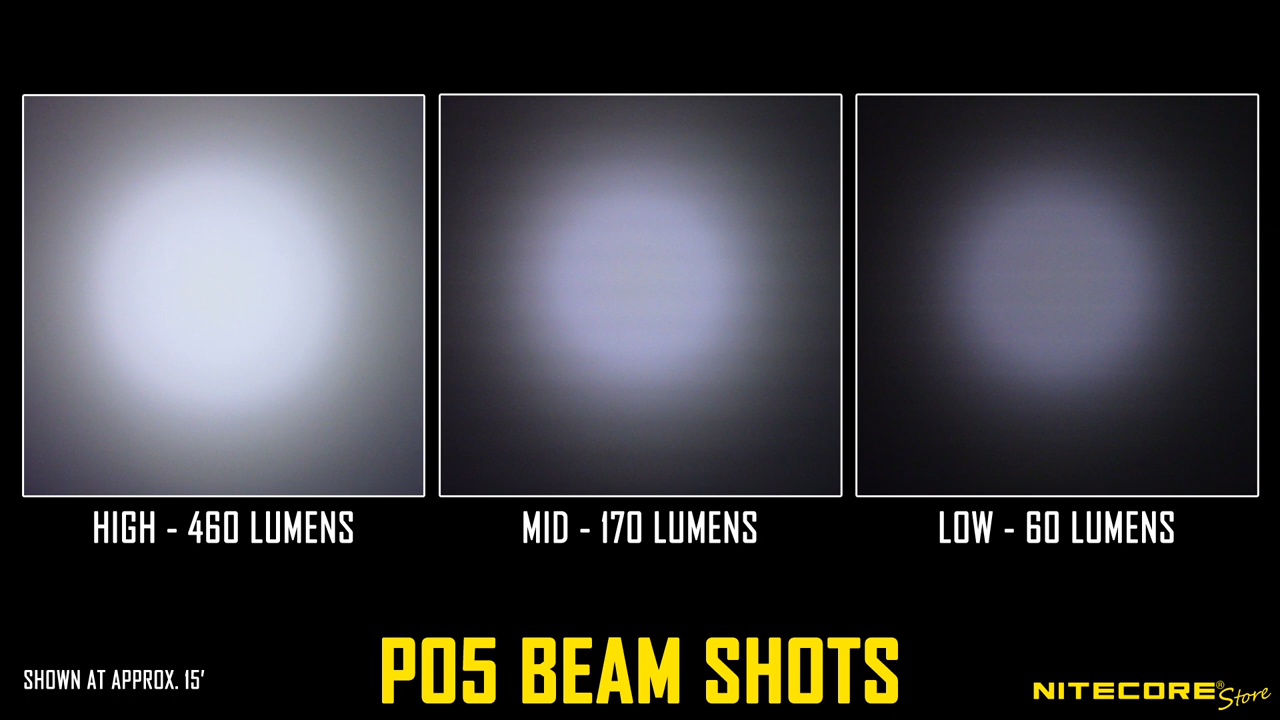 HIGH - 460 LUMENS
MID - 170 LUMENS
LOW - 60 LUMENS
P05 BEAM SHOTS
SHOWN AT APPROX. 15'
NITECORE® Store